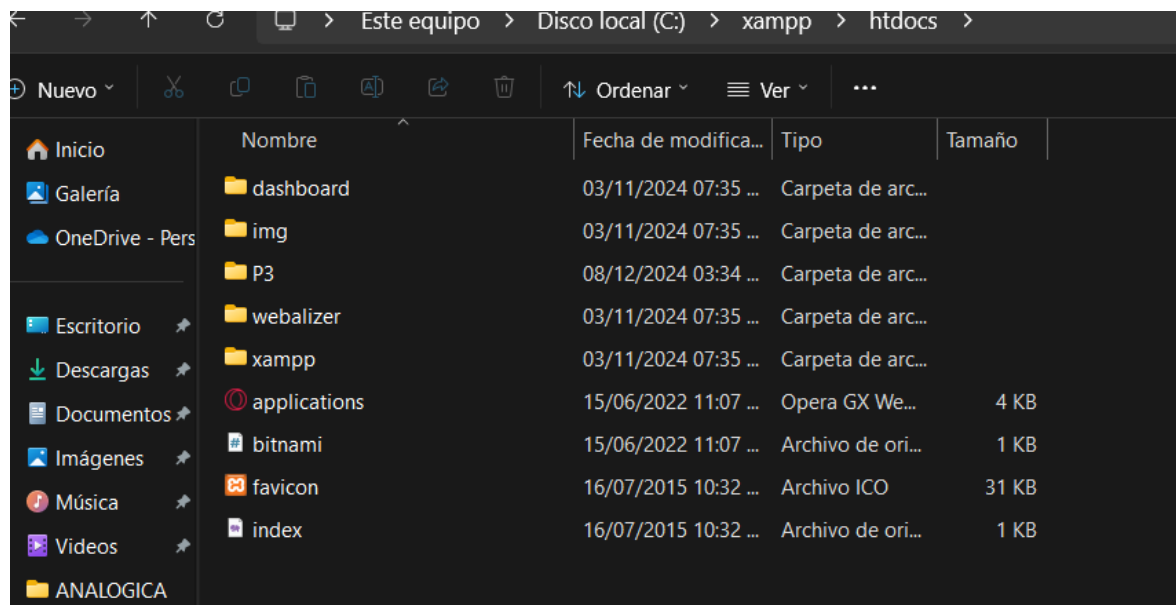 Este equipo > Disco local (C:) > xampp > htdocs >
Nuevo Ordenar Ver ...
Nombre Fecha de modifica... Tipo Tamaño
Inicio
Galería
OneDrive - Pers
Escritorio
Descargas
Documentos
Imágenes
Música
Videos
ANALOGICA
dashboard 03/11/2024 07:35 ... Carpeta de arc...
img 03/11/2024 07:35 ... Carpeta de arc...
P3 08/12/2024 03:34 ... Carpeta de arc...
webalizer 03/11/2024 07:35 ... Carpeta de arc...
xampp 03/11/2024 07:35 ... Carpeta de arc...
applications 15/06/2022 11:07 ... Opera GX We... 4 KB
bitnami 15/06/2022 11:07 ... Archivo de ori... 1 KB
favicon 16/07/2015 10:32 ... Archivo ICO 31 KB
index 16/07/2015 10:32 ... Archivo de ori... 1 KB